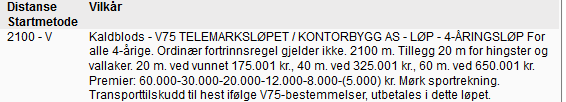 Distanse
Startmetode
Vilkår
2100 - V
Kaldblods - V75 TELEMARKSLØPET / KONTORBYGG AS - LØP - 4-ÅRINGSLØP For
alle 4-årige. Ordinær fortrinnsregel gjelder ikke. 2100 m. Tillegg 20 m for hingster og
vallaker. 20 m. ved vunnet 175.001 kr., 40 m. ved 325.001 kr., 60 m. ved 650.001 kr.
Premier: 60.000-30.000-20.000-12.000-8.000-(5.000) kr. Mørk sportrekning.
Transporttilskudd til hest ifølge V75-bestemmelser, utbetales i dette løpet.